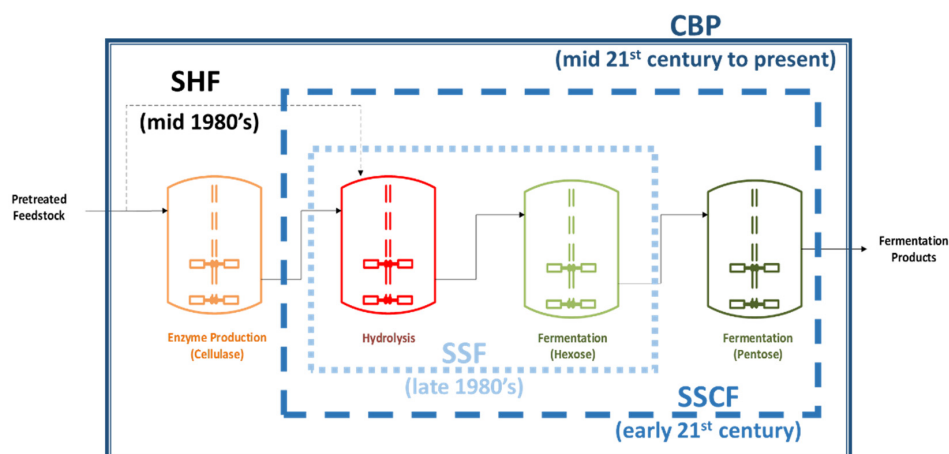 CBP
(mid 21st century to present)
SHF
(mid 1980's)
Pretreated
Feedstock
Fermentation
Products
Enzyme Production
(Cellulase)
Hydrolysis
Fermentation
(Hexose)
Fermentation
(Pentose)
SSF
(late 1980's)
SSCF
(early 21st century)